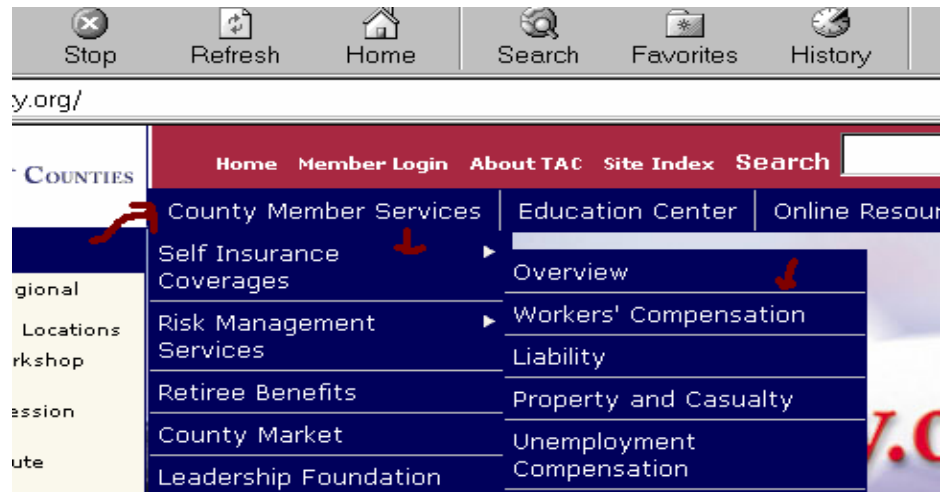 Stop Refresh Home Search Favorites History
y.org/
Home Member Login About TAC Site Index Search
COUNTIES
County Member Services Education Center Online Resour
Self Insurance
Coverages
Risk Management
Services
Retiree Benefits
County Market
Leadership Foundation
Overview
Workers' Compensation
Liability
Property and Casualty
Unemployment
Compensation
gional
Locations
rkshop
ession
ute
y.c